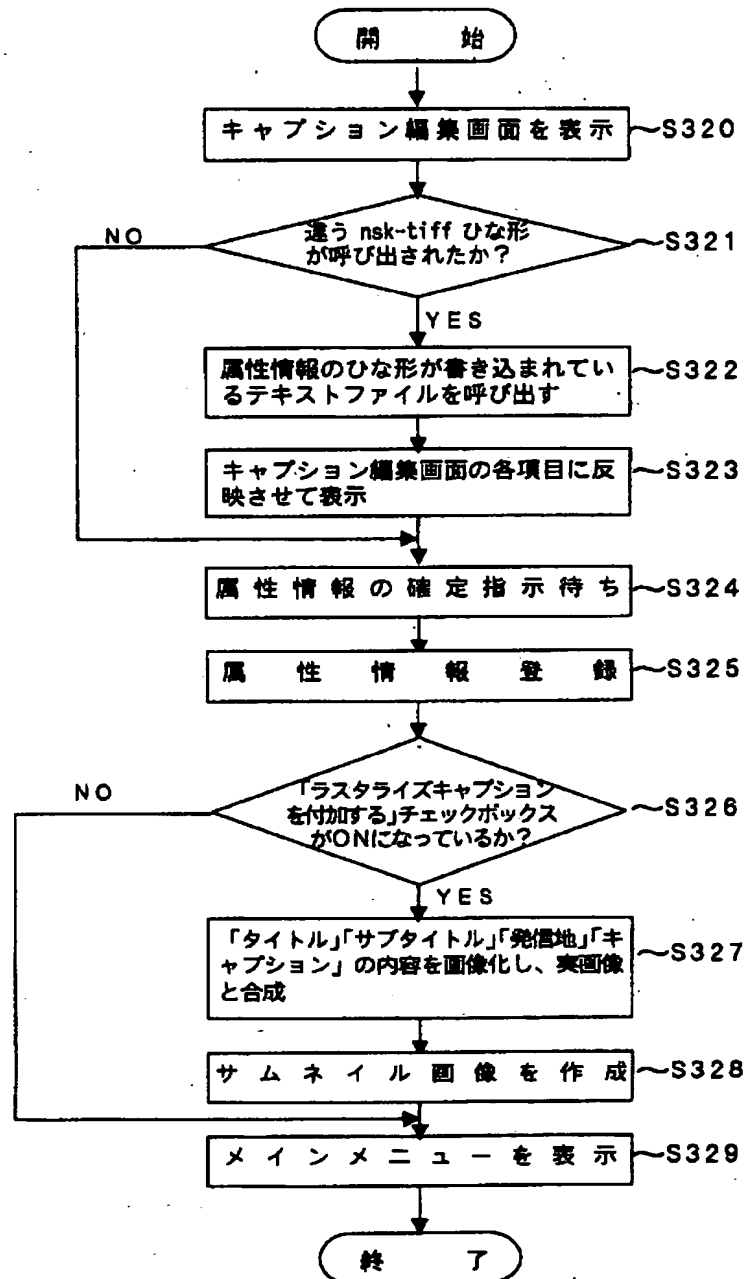 開 始
キャプション編集画面を表示 ～S320
違う nsk-tiff ひな形
が呼び出されたか？
～S321
NO
YES
属性情報のひな形が書き込まれてい
るテキストファイルを呼び出す
～S322
キャプション編集画面の各項目に反
映させて表示
～S323
属性情報の確定指示待ち ～S324
属性情報登録 ～S325
「ラスタライズキャプション
を付加する」チェックボックス
がONになっているか？
～S326
NO
YES
「タイトル」「サブタイトル」「発信地」「キ
ャプション」の内容を画像化し、実画像
と合成
～S327
サムネイル画像を作成 ～S328
メインメニューを表示 ～S329
終 了